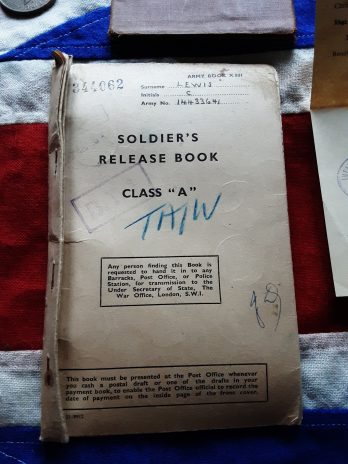 344062
ARMY BOOK X 801
Surname LEWIS
Initials C.
Army No. 14433641
SOLDIER'S
RELEASE BOOK
CLASS "A"
TA/W
Any person finding this Book is
requested to hand it in to any
Barracks, Post Office, or Police
Station, for transmission to the
Under Secretary of State, The
War Office, London, S.W.1.
This book must be presented at the Post Office whenever
you cash a postal draft or one of the drafts in your
payment book, to enable the Post Office official to record the
date of payment on the inside page of the front cover.